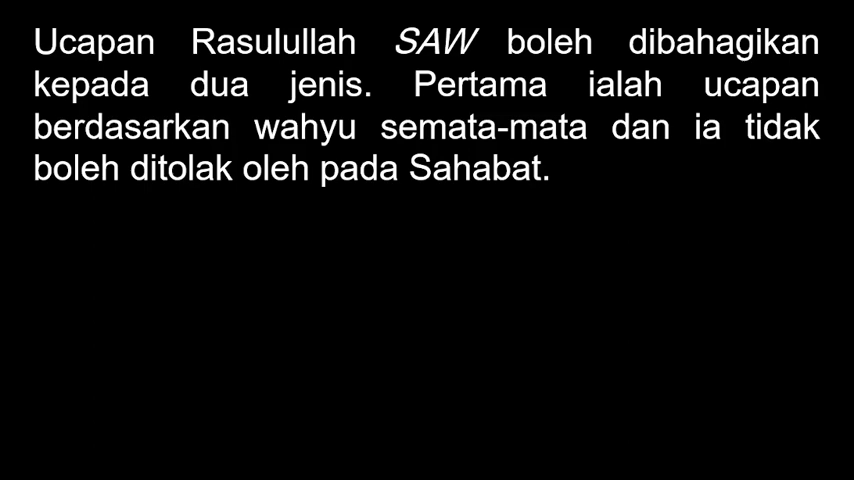 Ucapan Rasulullah SAW boleh dibahagikan
kepada dua jenis. Pertama ialah ucapan
berdasarkan wahyu semata-mata dan ia tidak
boleh ditolak oleh pada Sahabat.